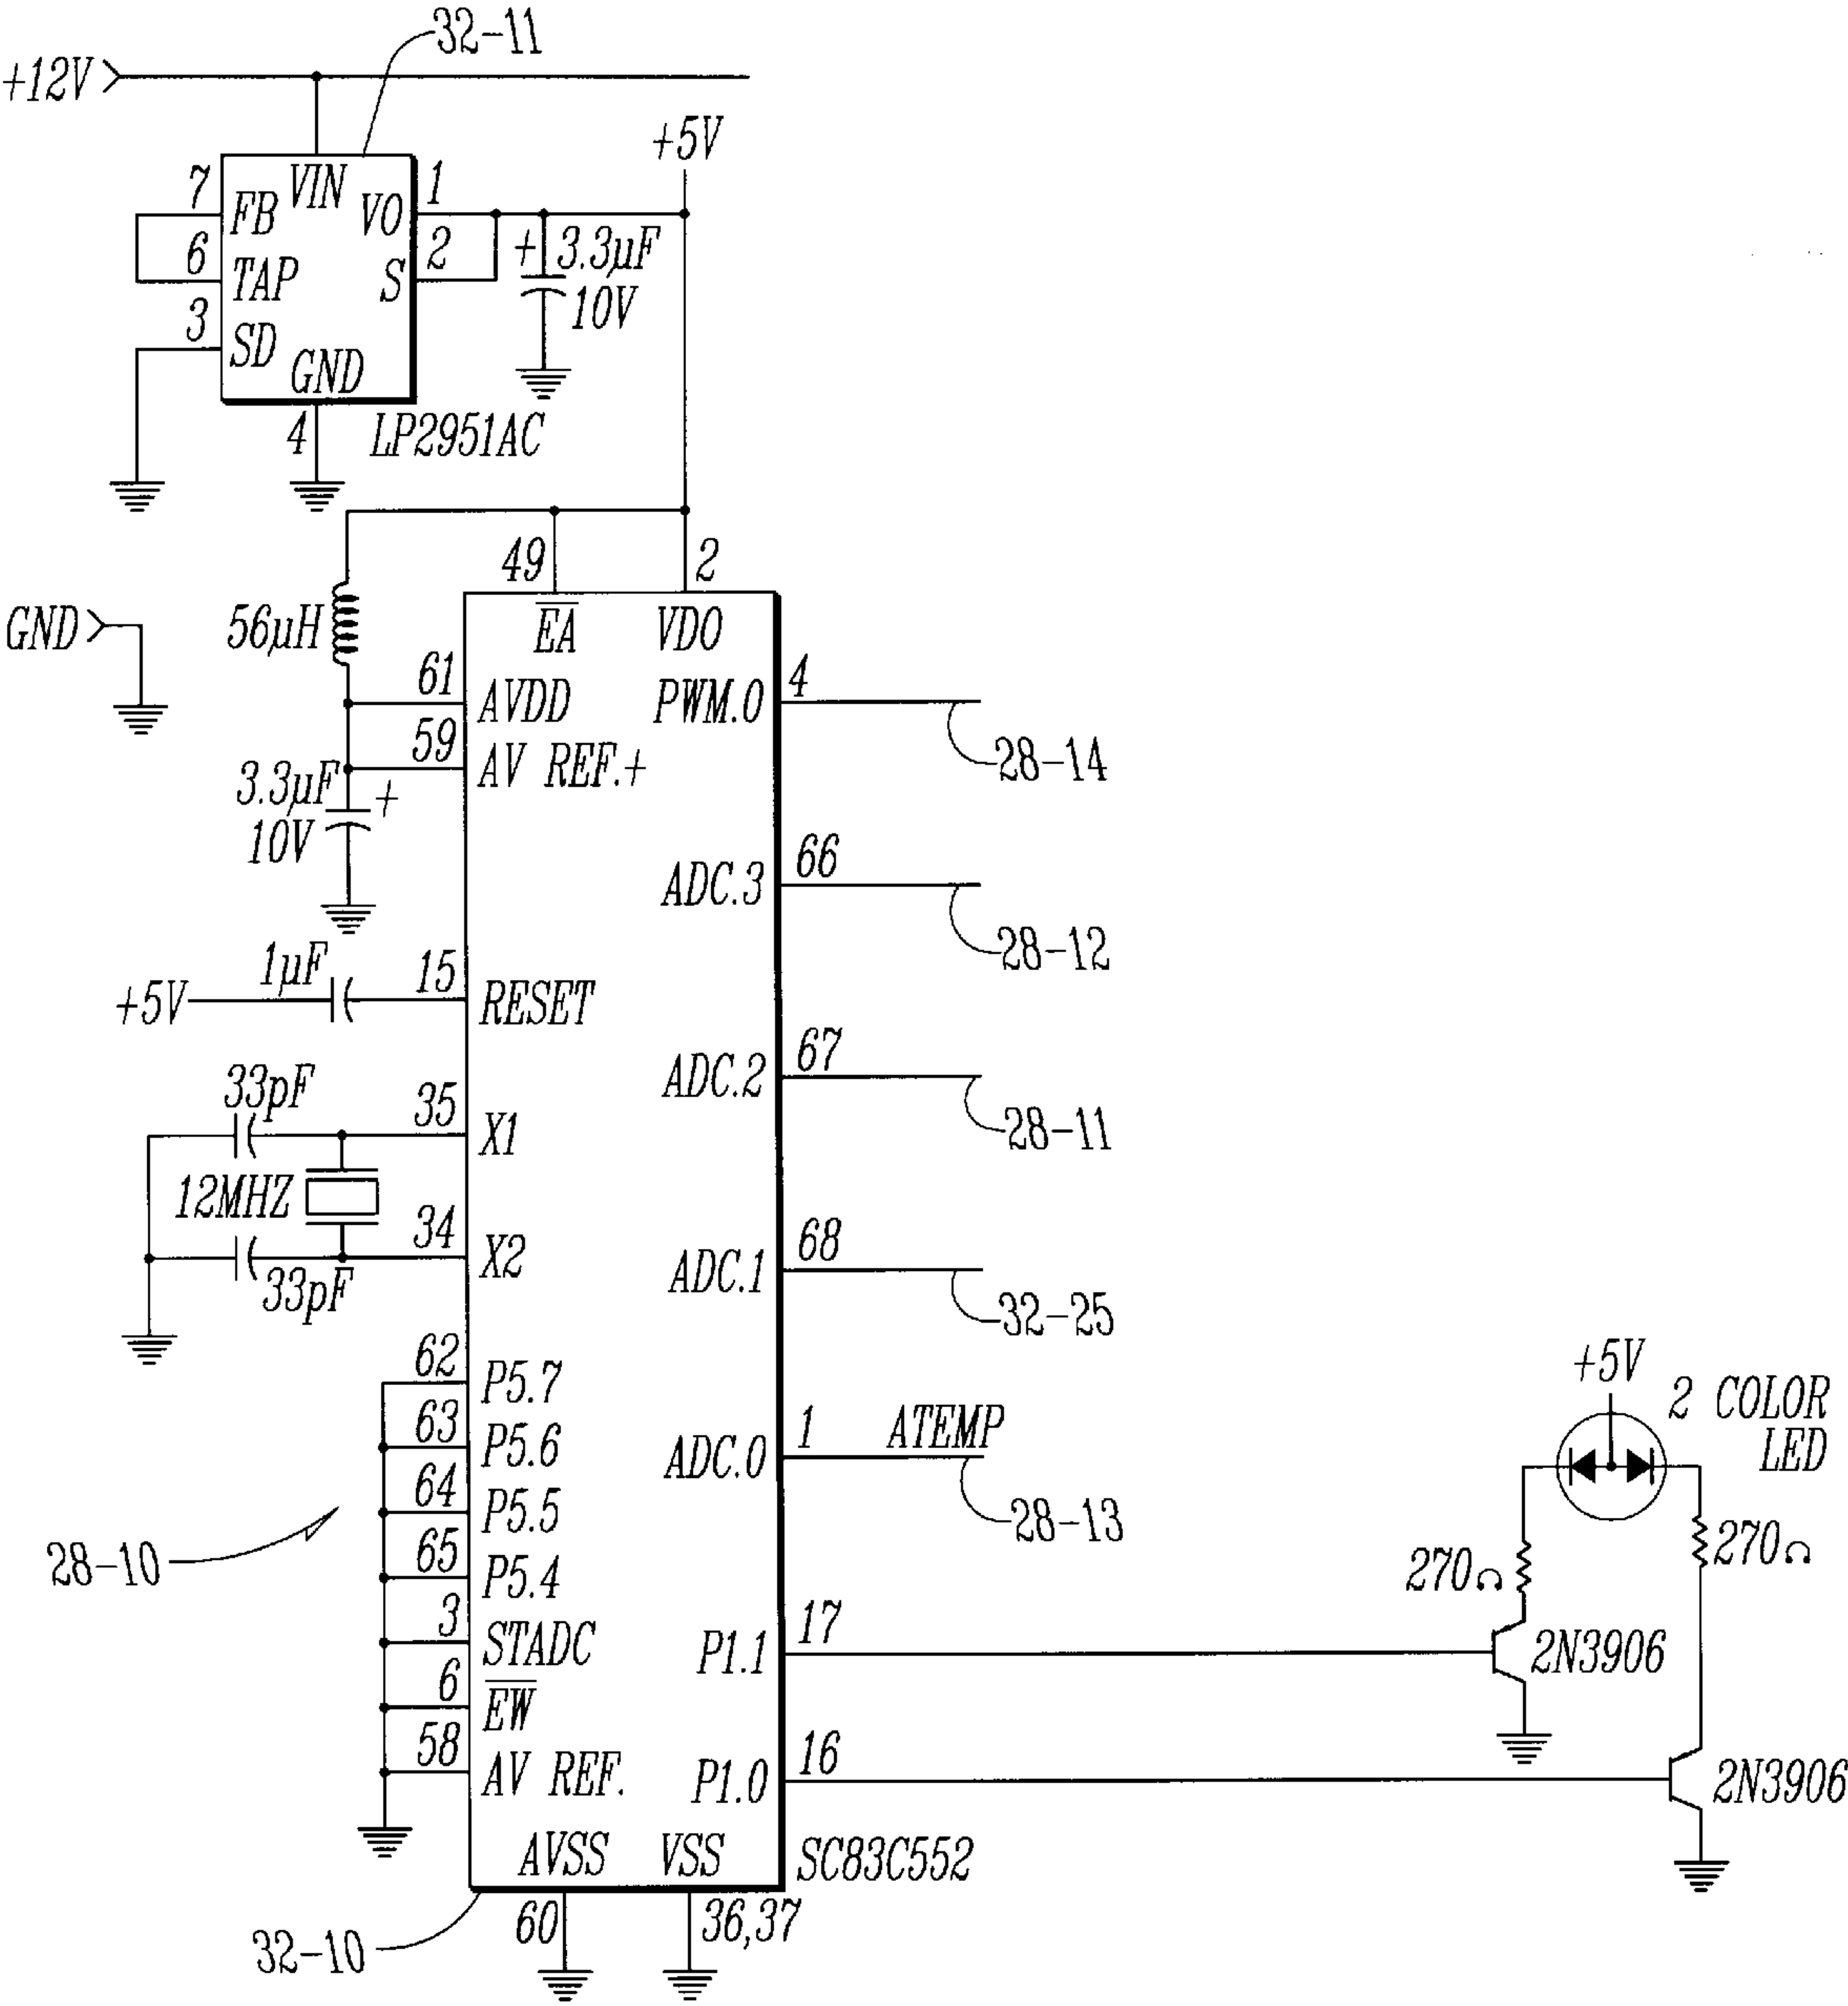 32-11
+12V
+5V
7
VIN
1
FB
VO
6
2
+
3.3µF
TAP
S
10V
3
SD
GND
4
LP2951AC
49
2
GND
56µH
EA
VDO
61
4
AVDD
PWM.0
59
28-14
AV REF.+
3.3µF
+
10V
66
ADC.3
28-12
1µF
15
+5V
RESET
67
ADC.2
33pF
35
X1
28-11
12MHZ
34
68
X2
ADC.1
33pF
32-25
62
P5.7
+5V
2 COLOR
LED
63
1
ATEMP
P5.6
ADC.0
64
P5.5
28-13
28-10
65
P5.4
270Ω
270Ω
3
17
STADC
P1.1
2N3906
6
EW
58
16
AV REF.
P1.0
2N3906
AVSS
VSS
SC83C552
60
36,37
32-10